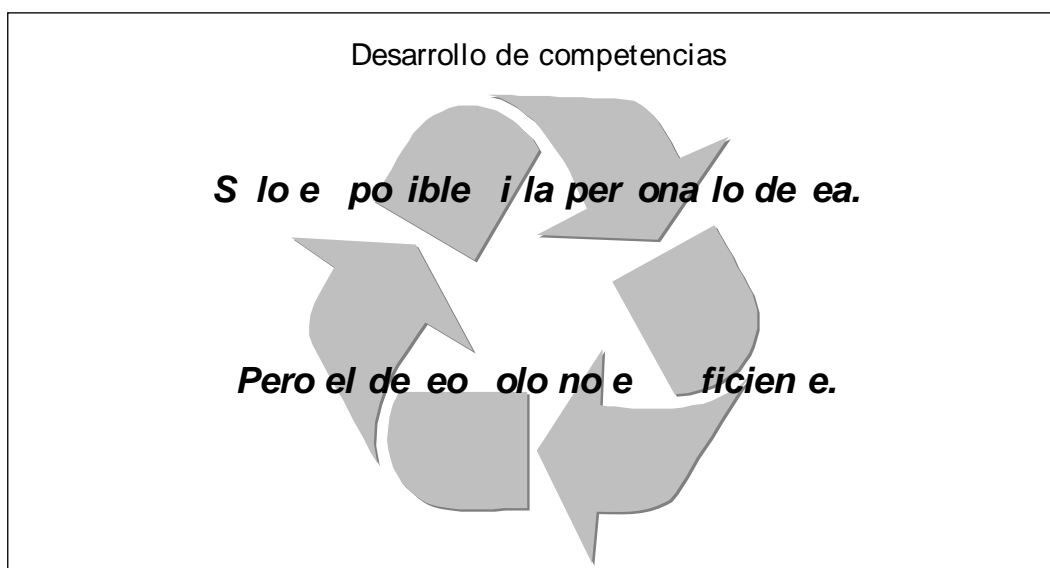 Desarrollo de competencias
S lo e po ible i la per ona lo de ea.
Pero el de eo olo no e ficien e.